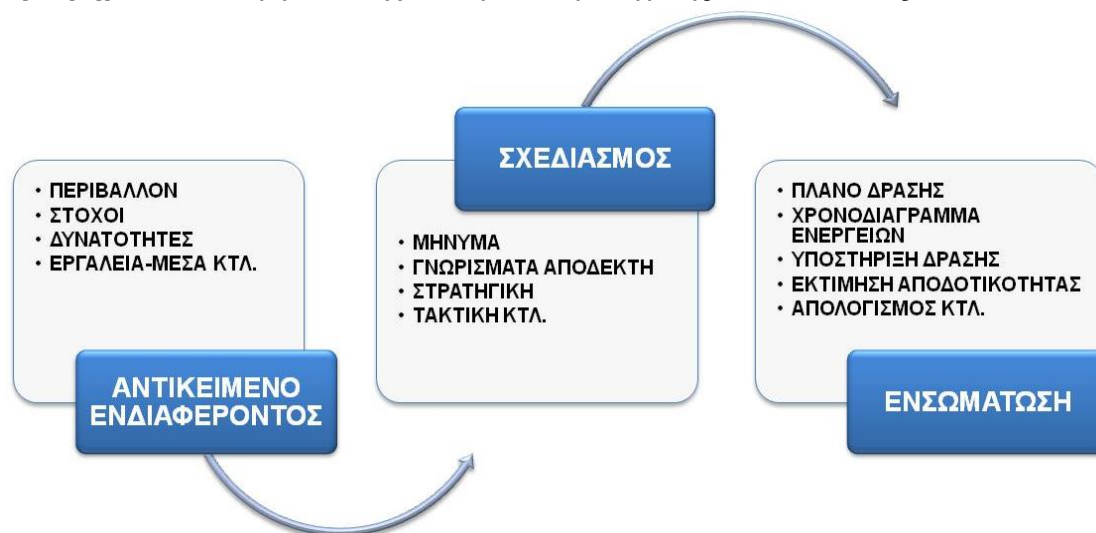 • ΠΕΡΙΒΑΛΛΟΝ
• ΣΤΟΧΟΙ
• ΔΥΝΑΤΟΤΗΤΕΣ
• ΕΡΓΑΛΕΙΑ-ΜΕΣΑ ΚΤΛ.
ΑΝΤΙΚΕΙΜΕΝΟ
ΕΝΔΙΑΦΕΡΟΝΤΟΣ
ΣΧΕΔΙΑΣΜΟΣ
• ΜΗΝΥΜΑ
• ΓΝΩΡΙΣΜΑΤΑ ΑΠΟΔΕΚΤΗ
• ΣΤΡΑΤΗΓΙΚΗ
• ΤΑΚΤΙΚΗ ΚΤΛ.
• ΠΛΑΝΟ ΔΡΑΣΗΣ
• ΧΡΟΝΟΔΙΑΓΡΑΜΜΑ
ΕΝΕΡΓΕΙΩΝ
• ΥΠΟΣΤΗΡΙΞΗ ΔΡΑΣΗΣ
• ΕΚΤΙΜΗΣΗ ΑΠΟΔΟΤΙΚΟΤΗΤΑΣ
• ΑΠΟΛΟΓΙΣΜΟΣ ΚΤΛ.
ΕΝΣΩΜΑΤΩΣΗ